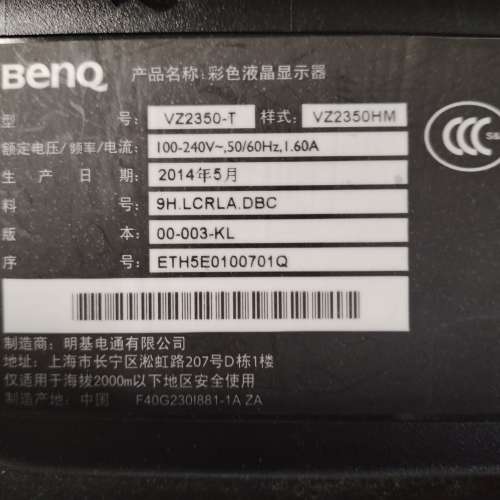 BenQ 产品名称：彩色液晶显示器
型 号： VZ2350-T 样式： VZ2350HM
额定电压/频率/电流： 100-240V~,50/60Hz,1.60A
生 产 日 期： 2014年5月
料 号： 9H.LCRLA.DBC
版 本： 00-003-KL
序 号： ETH5E0100701Q
制造商：明基电通有限公司
地址：上海市长宁区淞虹路207号D栋1楼
仅适用于海拔2000m以下地区安全使用
制造产地：中国 F40G230I881-1A ZA
CCC